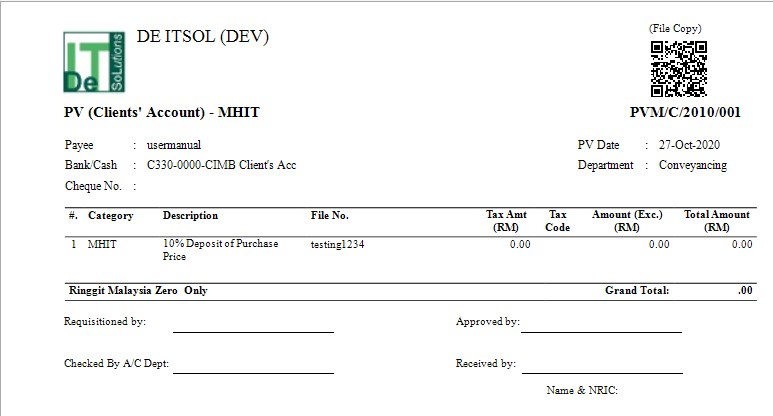 IT
De
SoLutions
DE ITSOL (DEV)
(File Copy)
PV (Clients' Account) - MHIT
PVM/C/2010/001
Payee : usermanual
PV Date : 27-Oct-2020
Bank/Cash : C330-0000-CIMB Client's Acc
Department : Conveyancing
Cheque No. :
#. Category Description File No. Tax Amt Tax Amount (Exc.) Total Amount
(RM) Code (RM) (RM)
1 MHIT 10% Deposit of Purchase testing1234 0.00 0.00 0.00
Price
Ringgit Malaysia Zero Only Grand Total: .00
Requisitioned by: Approved by:
Checked By A/C Dept: Received by:
Name & NRIC: